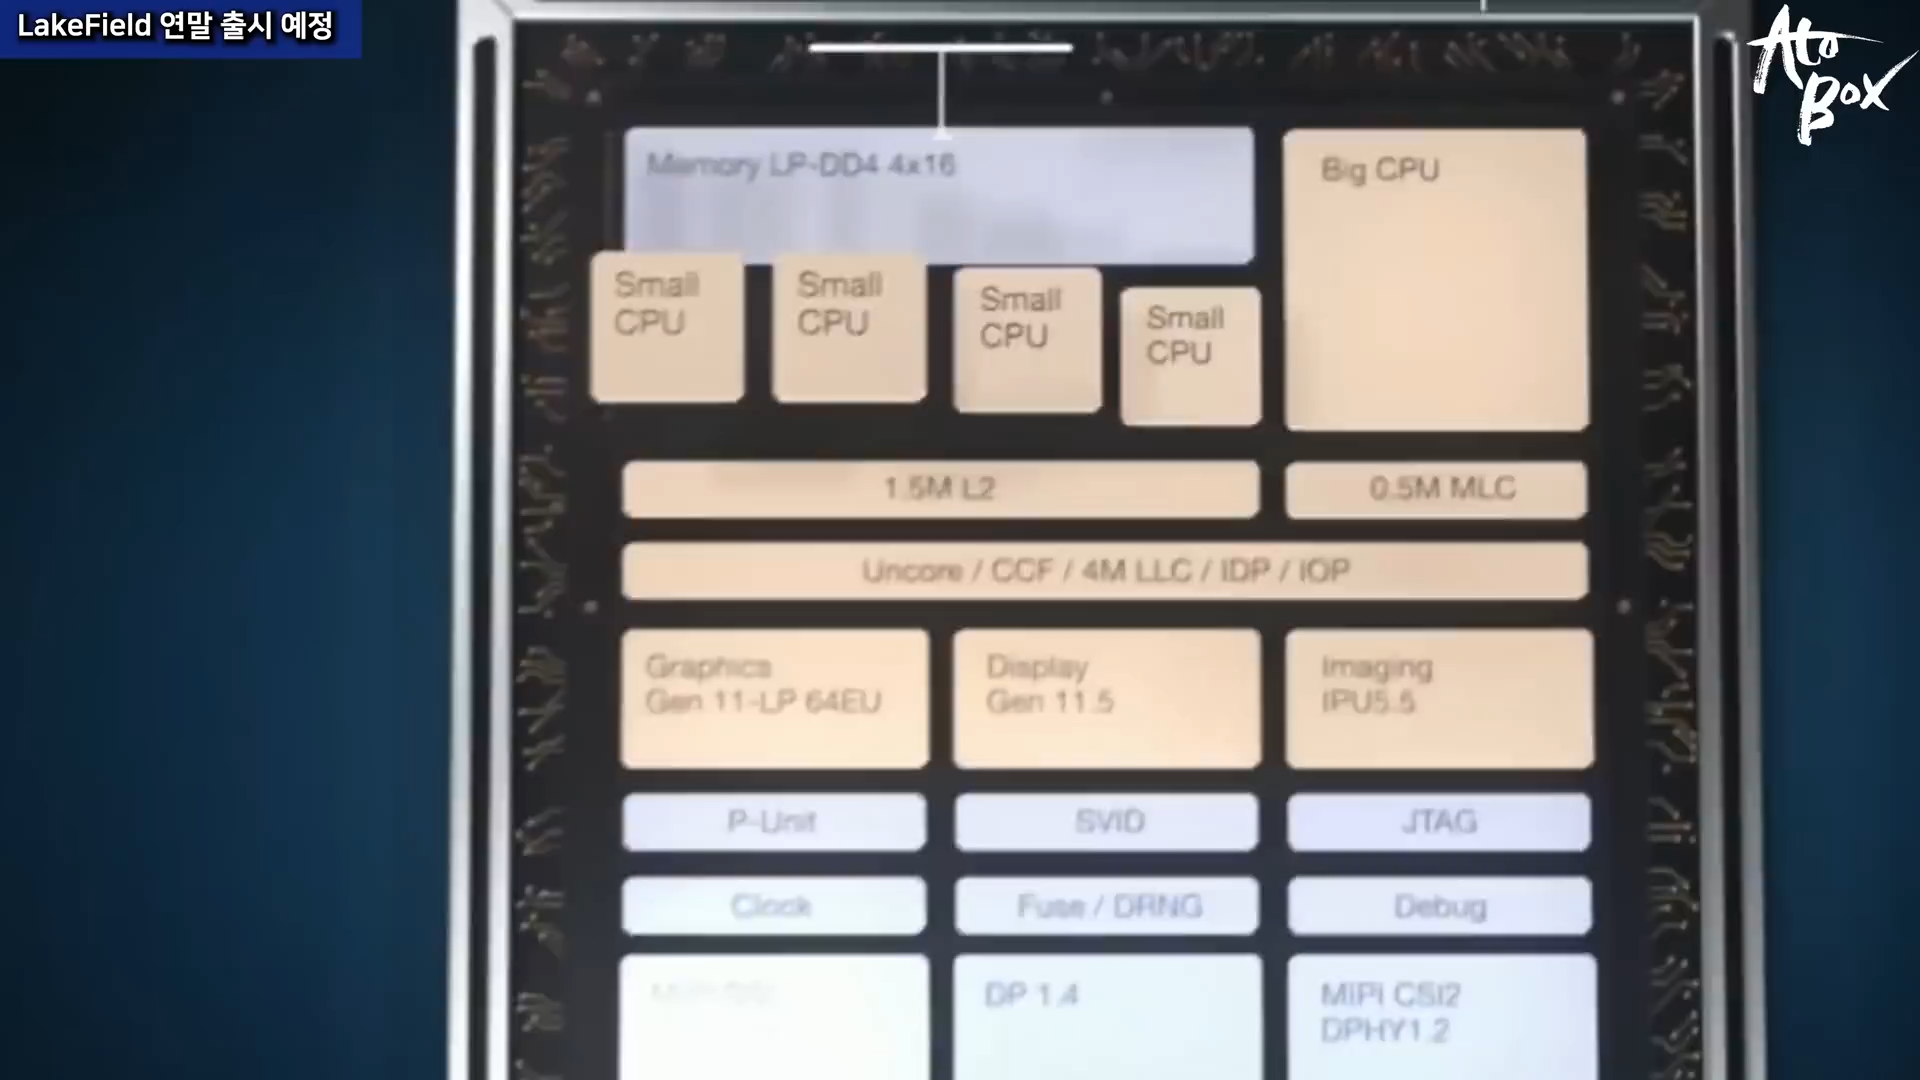 LakeField 연말 출시 예정
Ato
Box
Memory LP-DD4 4x16
Big CPU
Small
CPU
Small
CPU
Small
CPU
Small
CPU
1.5M L2
0.5M MLC
Uncore / CCF / 4M LLC / IDP / IOP
Graphics
Gen 11-LP 64EU
Display
Gen 11.5
Imaging
IPU5.5
P-Unit
SVID
JTAG
Clock
Fuse / DRNG
Debug
DP 1.4
MIPI CSI2
DPHY1.2